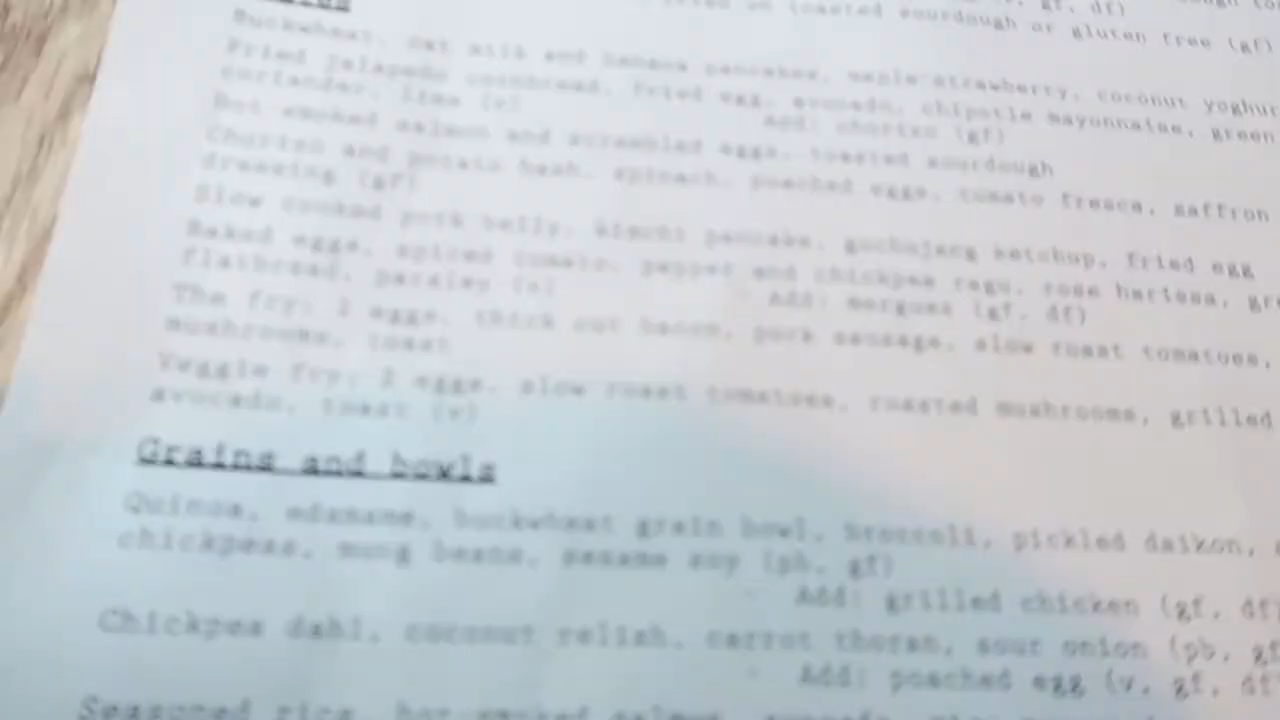 toasted sourdough or gluten free (gf)
Buckwheat, oat milk and banana pancakes, maple strawberry, coconut yoghur
Fried jalapeño cornbread, fried egg, avocado, chipotle mayonnaise, green
coriander, lime (v)
Add: chorizo (gf)
Hot smoked salmon and scrambled eggs, toasted sourdough
Chorizo and potato hash, spinach, poached eggs, tomato fresca, saffron
dressing (gf)
Slow cooked pork belly, kimchi pancake, gochujang ketchup, fried egg
Baked eggs, spiced tomato, pepper and chickpea ragu, rose harissa, gr
flatbread, parsley (v)
- Add: merguez (gf, df)
The fry: 2 eggs, thick cut bacon, pork sausage, slow roast tomatoes,
mushrooms, toast
Veggie fry: 2 eggs, slow roast tomatoes, roasted mushrooms, grilled
avocado, toast (v)
Grains and bowls
Quinoa, edamame, buckwheat grain bowl, broccoli, pickled daikon,
chickpeas, mung beans, sesame soy (pb, gf)
- Add: grilled chicken (gf, df)
Chickpea dahl, coconut relish, carrot thoran, sour onion (pb, gf
- Add: poached egg (v, gf, df
Seasoned rice, hot smoked salmon, avocado,